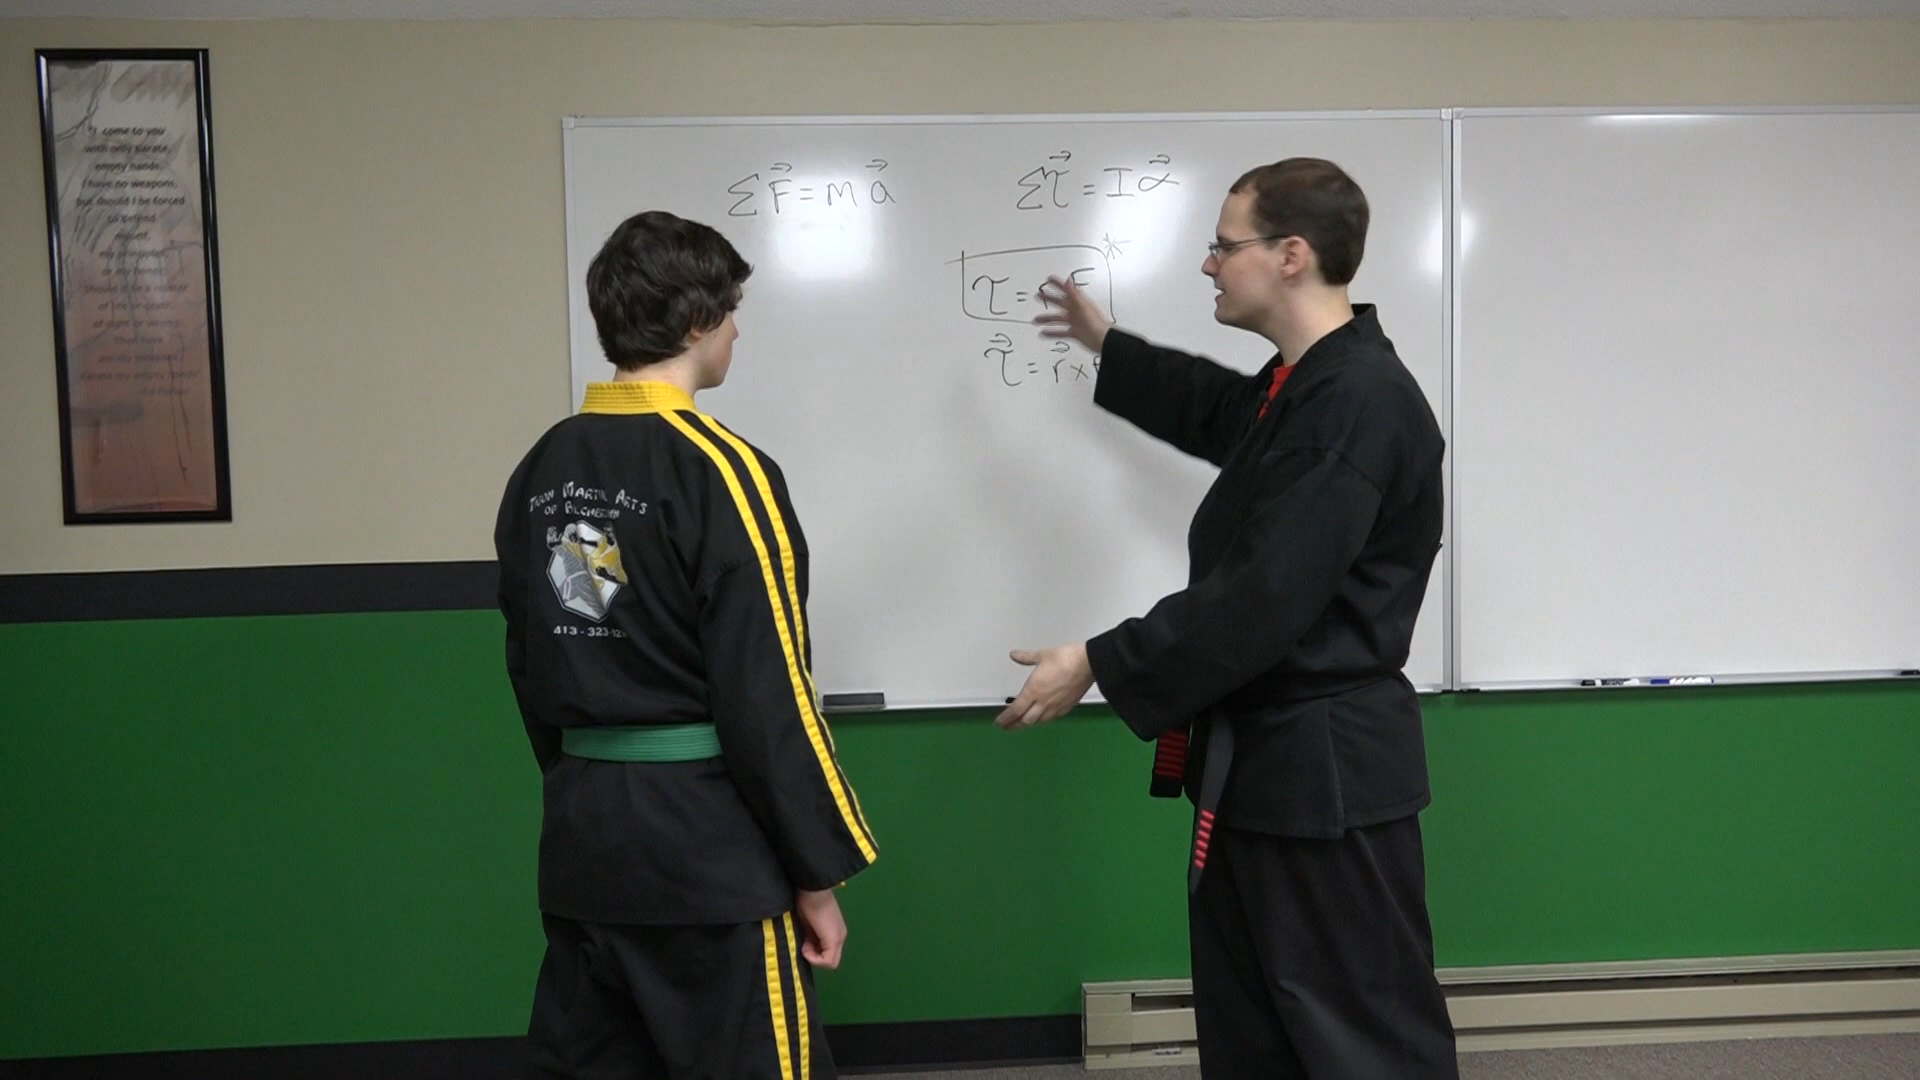 I come to you
with only Karate,
empty hands.
I have no weapons,
but should I be forced
to defend
myself,
my principles,
or my honor;
Should it be a matter
of life or death,
of right or wrong;
Then here
are my weapons,
Karate my empty hands.
ΣF⃗ = ma⃗
Στ⃗ = Iα⃗
*
τ = rF
τ⃗ = r⃗ x F
Martial Arts
of
413 - 323-